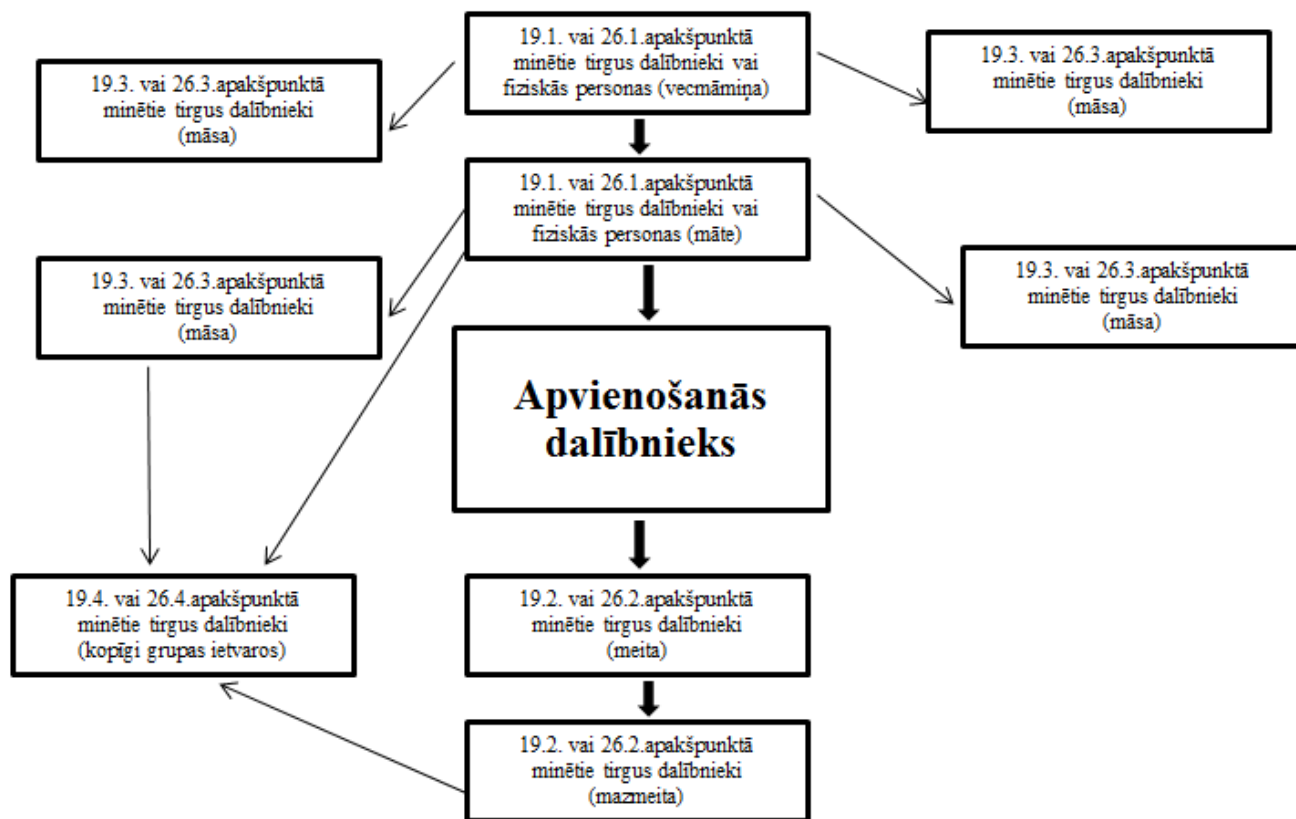 19.1. vai 26.1.apakšpunktā
minētie tirgus dalībnieki vai
fiziskās personas (vecmāmiņa)
19.3. vai 26.3.apakšpunktā
minētie tirgus dalībnieki
(māsa)
19.3. vai 26.3.apakšpunktā
minētie tirgus dalībnieki
(māsa)
19.1. vai 26.1.apakšpunktā
minētie tirgus dalībnieki vai
fiziskās personas (māte)
19.3. vai 26.3.apakšpunktā
minētie tirgus dalībnieki
(māsa)
19.3. vai 26.3.apakšpunktā
minētie tirgus dalībnieki
(māsa)
Apvienošanās
dalībnieks
19.4. vai 26.4.apakšpunktā
minētie tirgus dalībnieki
(kopīgi grupas ietvaros)
19.2. vai 26.2.apakšpunktā
minētie tirgus dalībnieki
(meita)
19.2. vai 26.2.apakšpunktā
minētie tirgus dalībnieki
(mazmeita)